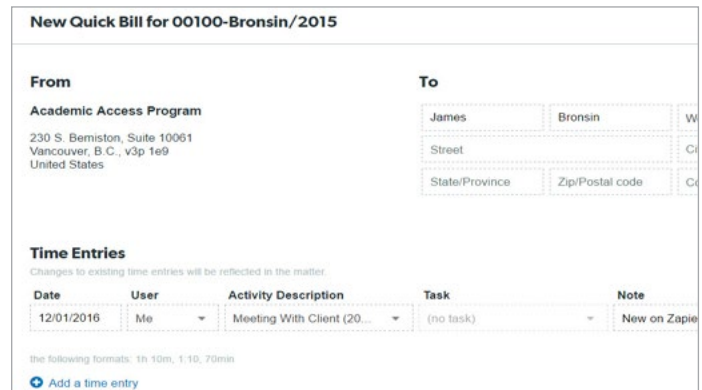 New Quick Bill for 00100-Bronsin/2015
From
To
Academic Access Program
230 S. Bemiston, Suite 10061
Vancouver, B.C., v3p 1e9
United States
James Bronsin
Street
State/Province Zip/Postal code
Time Entries
Changes to existing time entries will be reflected in the matter.
Date User Activity Description Task Note
12/01/2016 Me Meeting With Client (20... (no task) New on Zapie
the following formats: 1h 10m, 1:10, 70min
Add a time entry